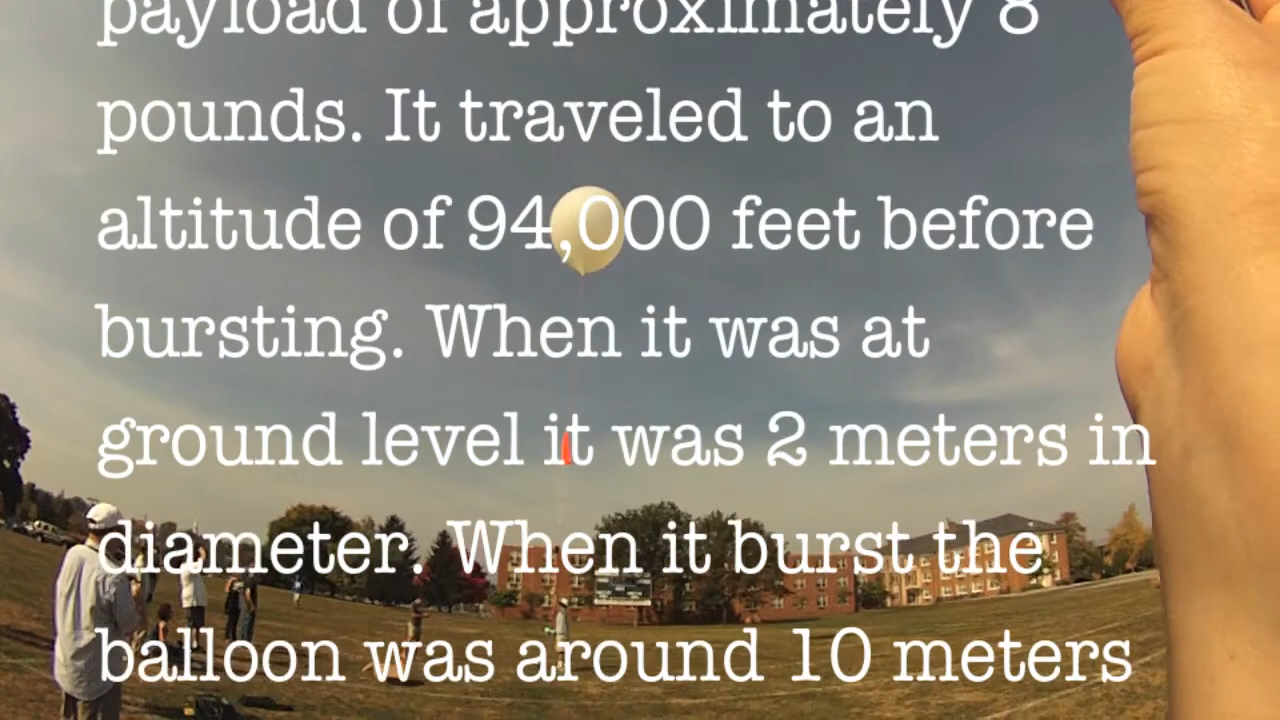 payload of approximately 8
pounds. It traveled to an
altitude of 94,000 feet before
bursting. When it was at
ground level it was 2 meters in
diameter. When it burst the
balloon was around 10 meters